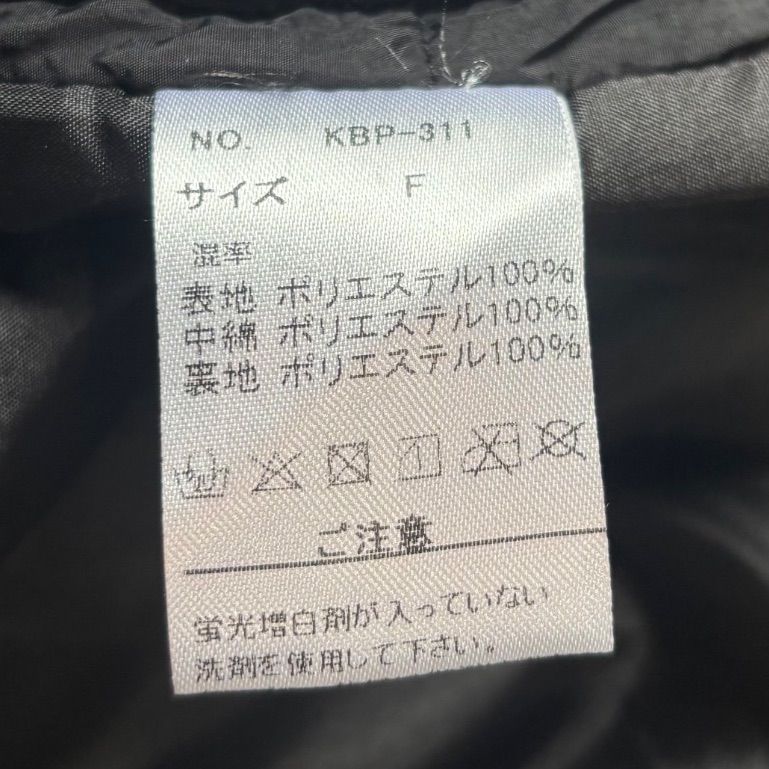 NO. KBP-311
サイズ F
混率
表地 ポリエステル100%
中綿 ポリエステル100%
裏地 ポリエステル100%
ご注意
蛍光増白剤が入っていない
洗剤を使用して下さい。